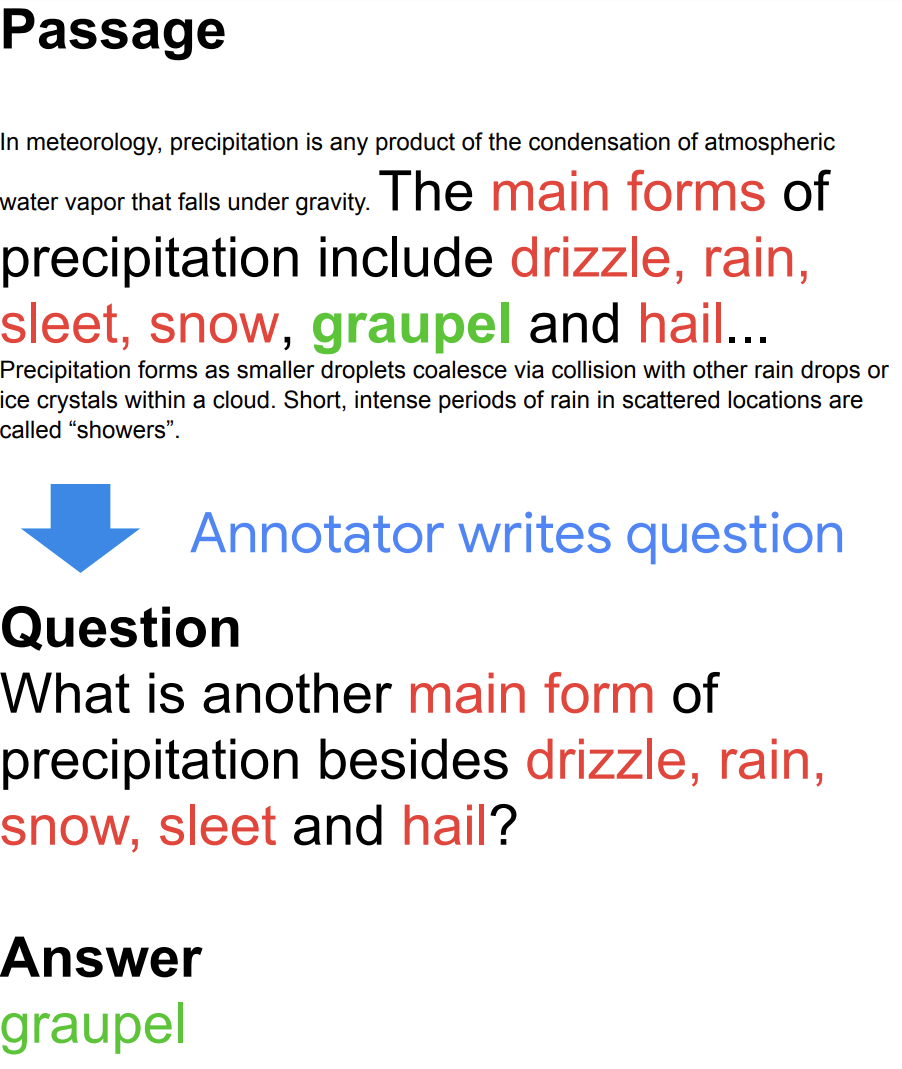 Passage
In meteorology, precipitation is any product of the condensation of atmospheric
water vapor that falls under gravity. The main forms of
precipitation include drizzle, rain,
sleet, snow, graupel and hail...
Precipitation forms as smaller droplets coalesce via collision with other rain drops or
ice crystals within a cloud. Short, intense periods of rain in scattered locations are
called “showers”.
Annotator writes question
Question
What is another main form of
precipitation besides drizzle, rain,
snow, sleet and hail?
Answer
graupel